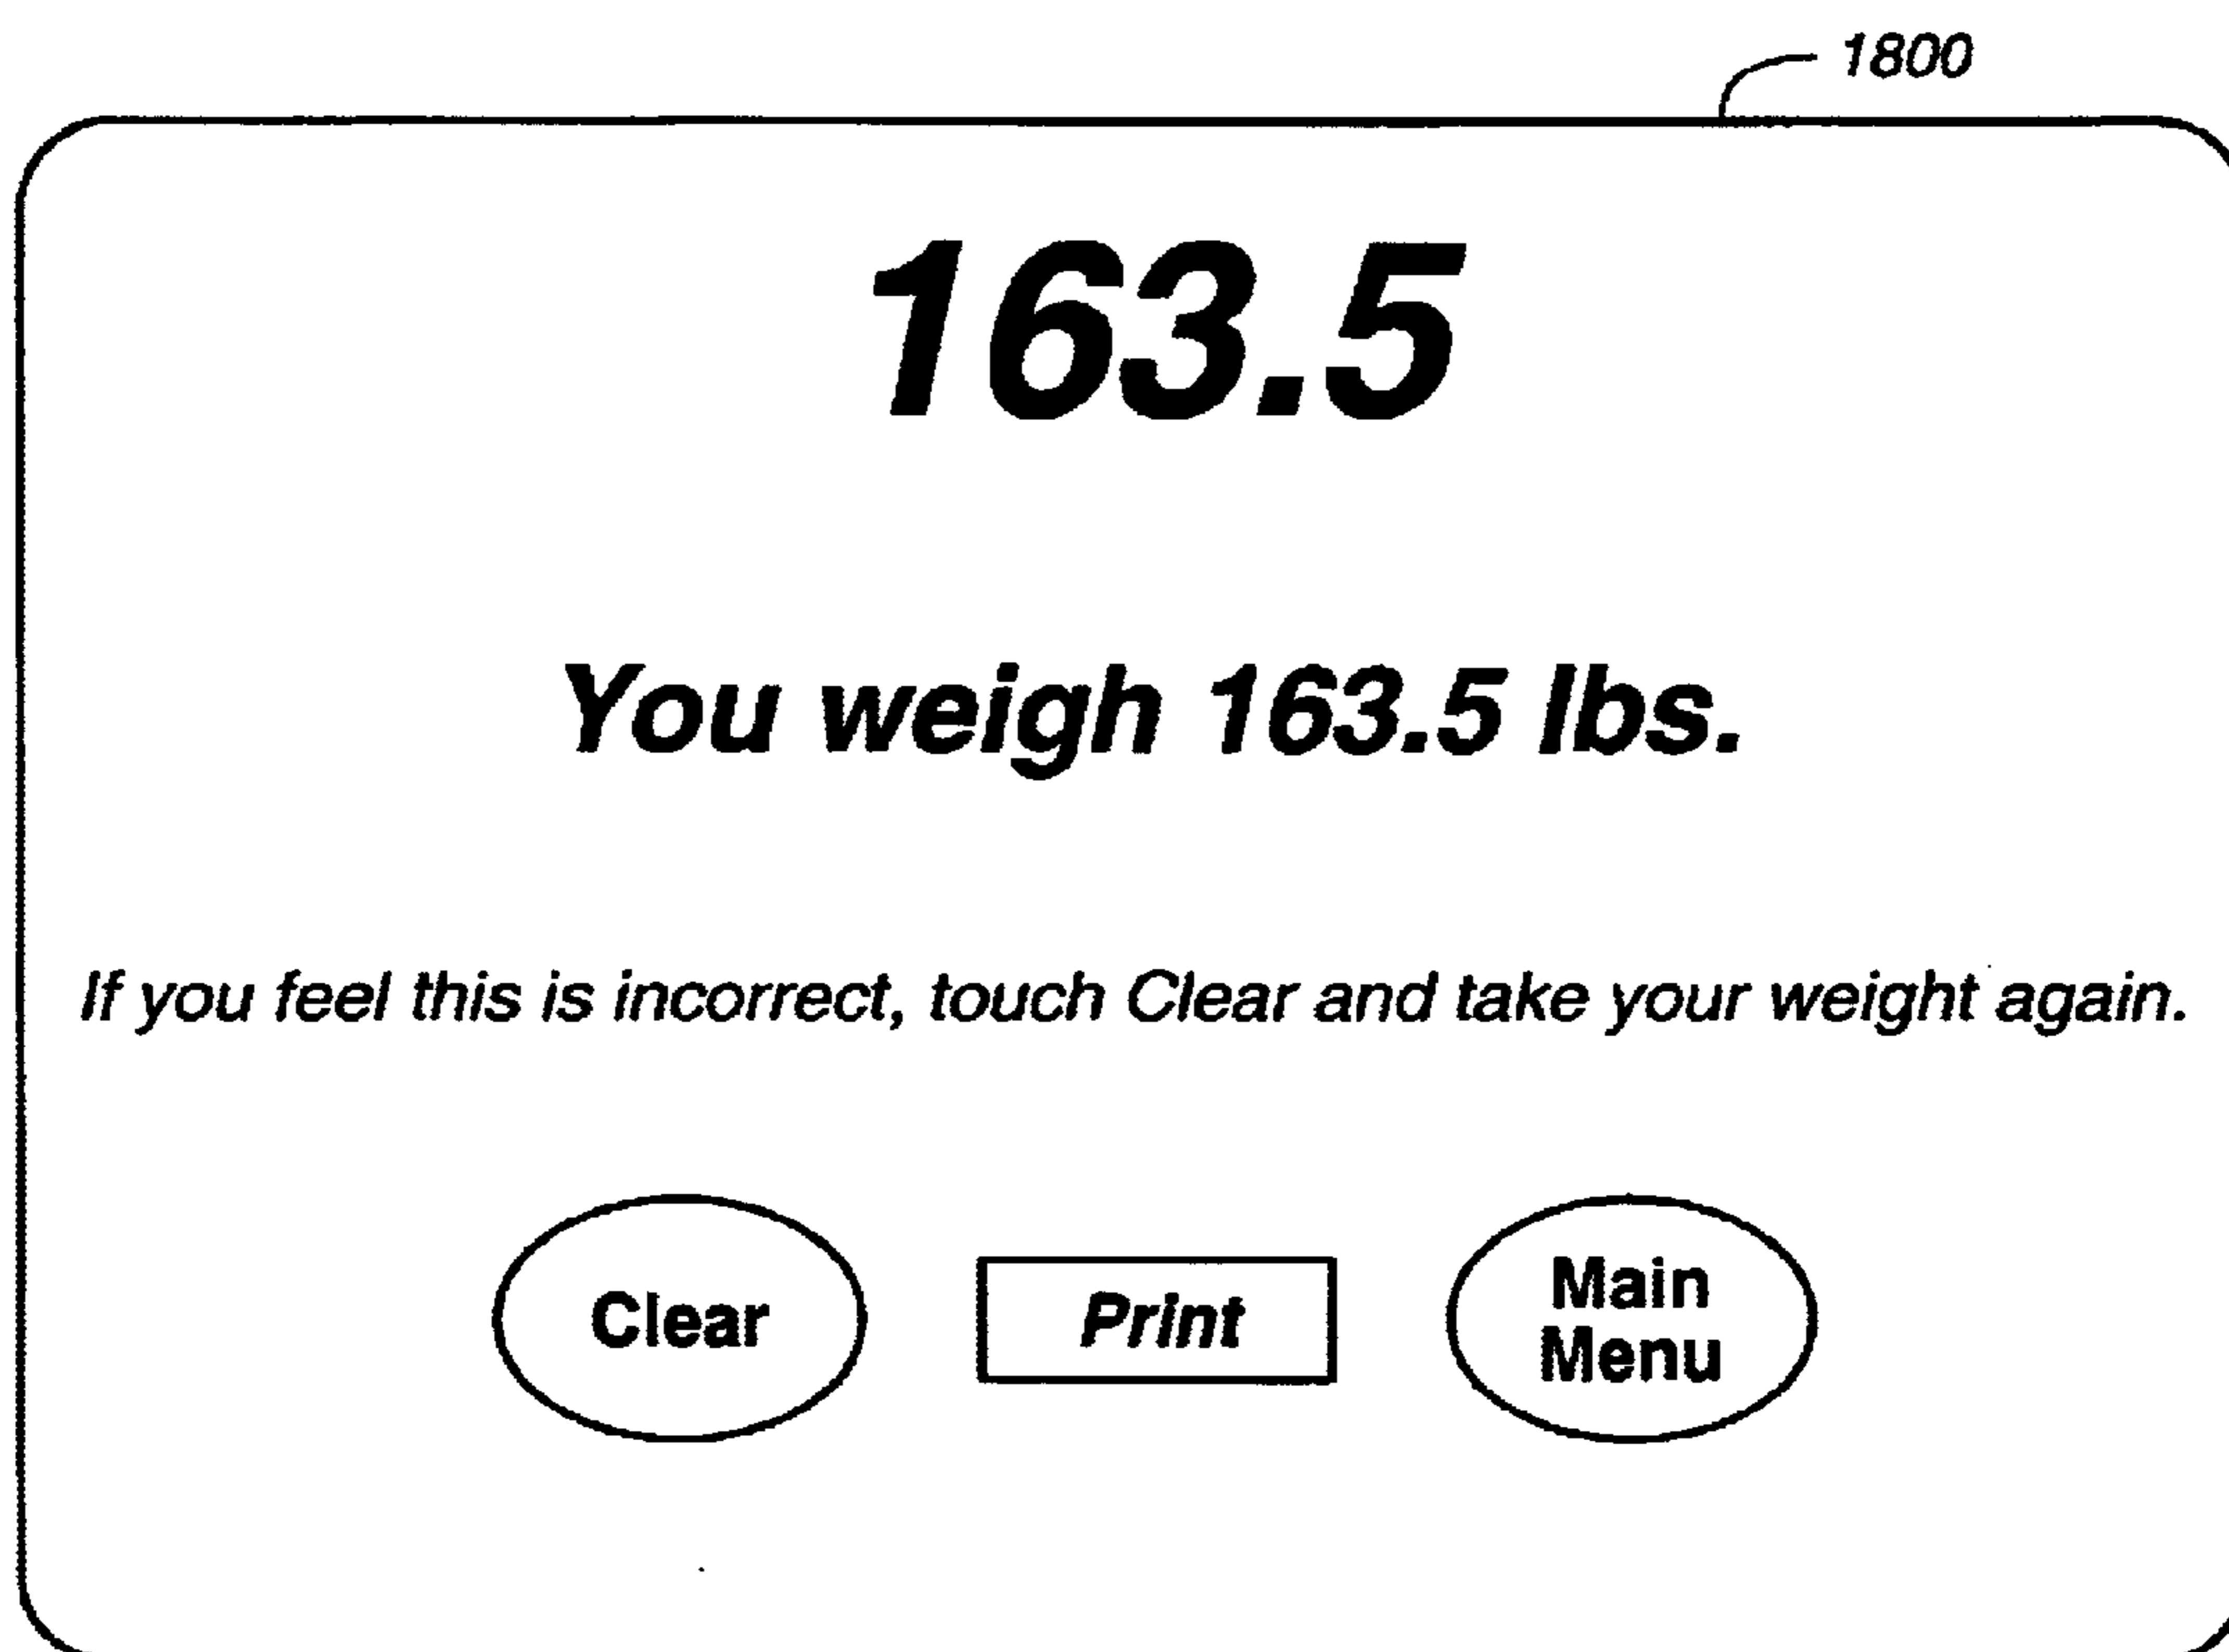 1800
163.5
You weigh 163.5 lbs.
If you feel this is incorrect, touch Clear and take your weight again.
Clear
Print
Main
Menu